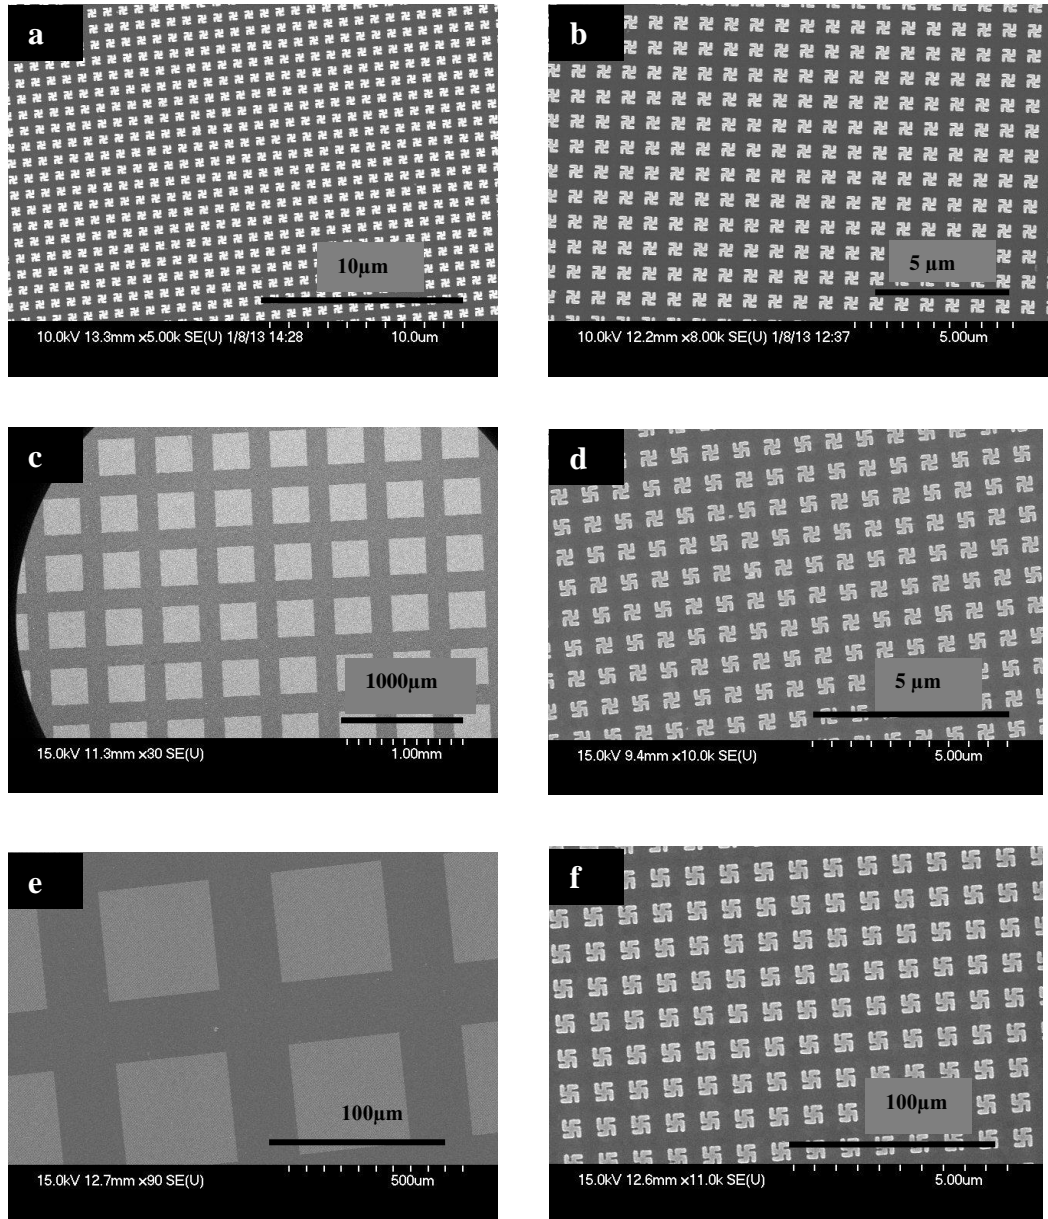 a
10μm
10.0kV 13.3mm x5.00k SE(U) 1/8/13 14:28 10.0um
b
5 μm
10.0kV 12.2mm x8.00k SE(U) 1/8/13 12:37 5.00um
c
1000μm
15.0kV 11.3mm x30 SE(U) 1.00mm
d
5 μm
15.0kV 9.4mm x10.0k SE(U) 5.00um
e
100μm
15.0kV 12.7mm x90 SE(U) 500um
f
100μm
15.0kV 12.6mm x11.0k SE(U) 5.00um